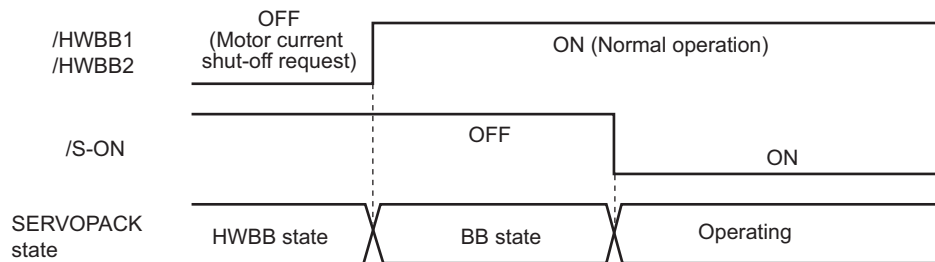 /HWBB1
/HWBB2
OFF
(Motor current
shut-off request)
ON (Normal operation)
/S-ON
OFF
ON
SERVOPACK
state
HWBB state
BB state
Operating